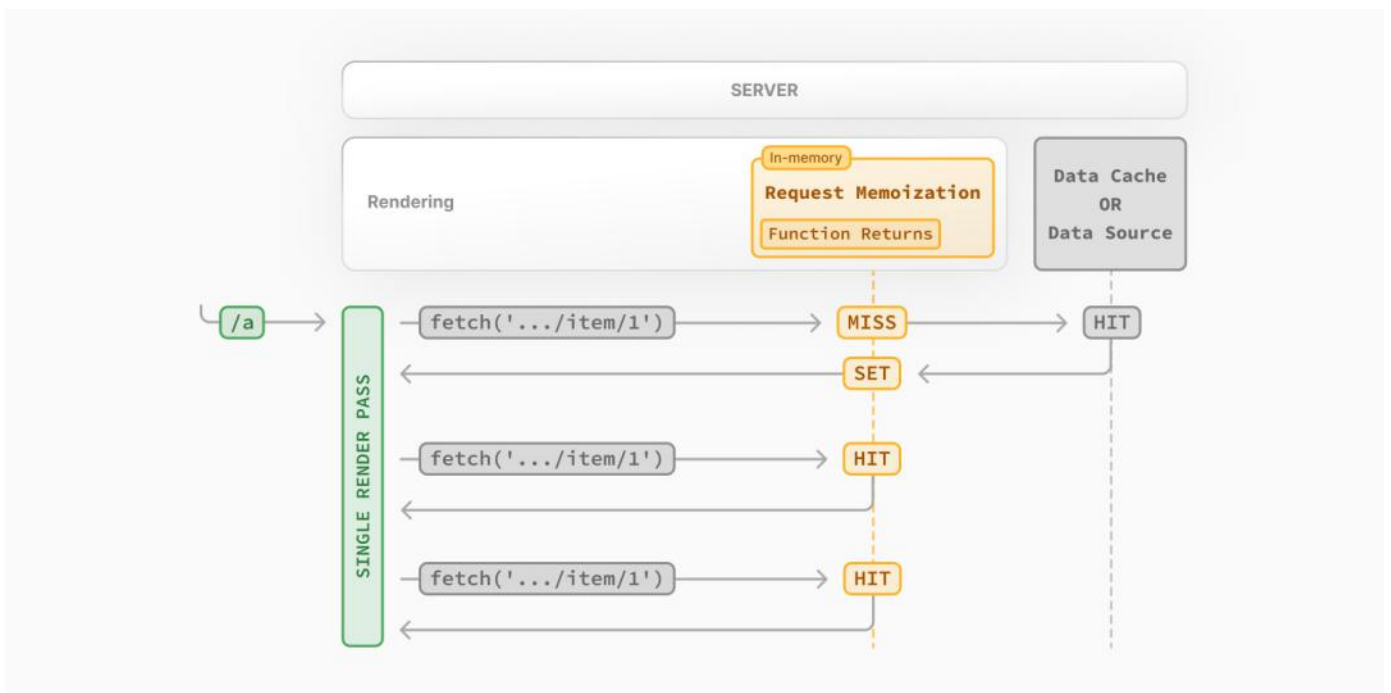 SERVER
In-memory
Rendering
Request Memoization
Function Returns
Data Cache
OR
Data Source
/a
fetch('.../item/1')
MISS
HIT
SET
SINGLE RENDER PASS
fetch('.../item/1')
HIT
fetch('.../item/1')
HIT